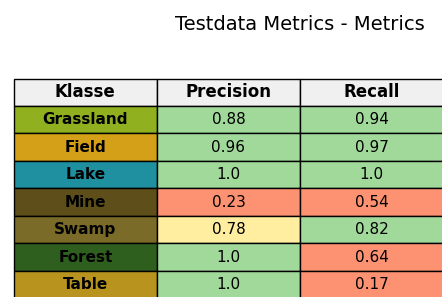 Testdata Metrics - Metrics
Klasse Precision Recall
Grassland 0.88 0.94
Field 0.96 0.97
Lake 1.0 1.0
Mine 0.23 0.54
Swamp 0.78 0.82
Forest 1.0 0.64
Table 1.0 0.17